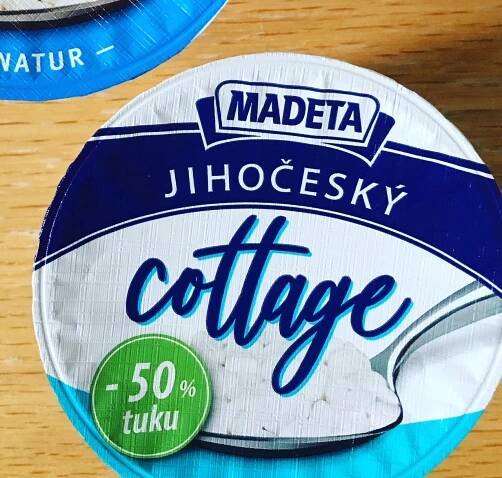 NATUR –
MADETA
JIHOČESKÝ
cottage
- 50%
tuku